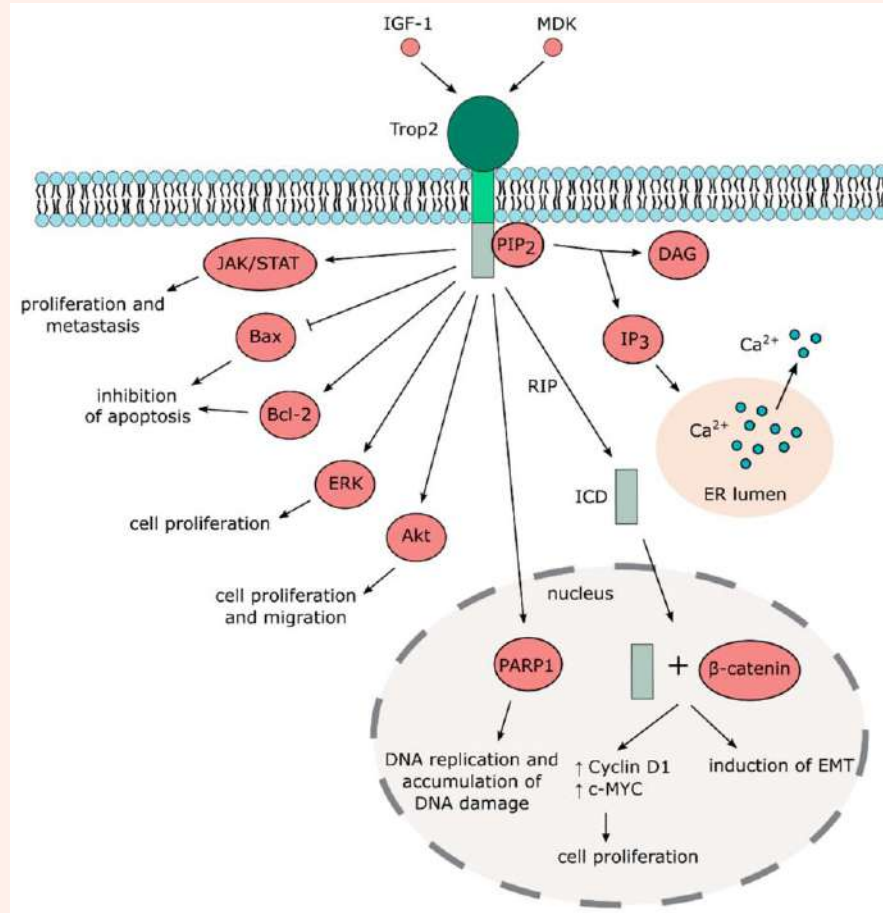 IGF-1
MDK
Trop2
PIP2
DAG
JAK/STAT
proliferation and
metastasis
Bax
IP3
Ca2+
inhibition
of apoptosis
Bcl-2
RIP
Ca2+
ER lumen
ERK
ICD
cell proliferation
Akt
cell proliferation
and migration
nucleus
PARP1
+
β-catenin
DNA replication and
accumulation of
DNA damage
↑ Cyclin D1
↑ c-MYC
induction of EMT
cell proliferation